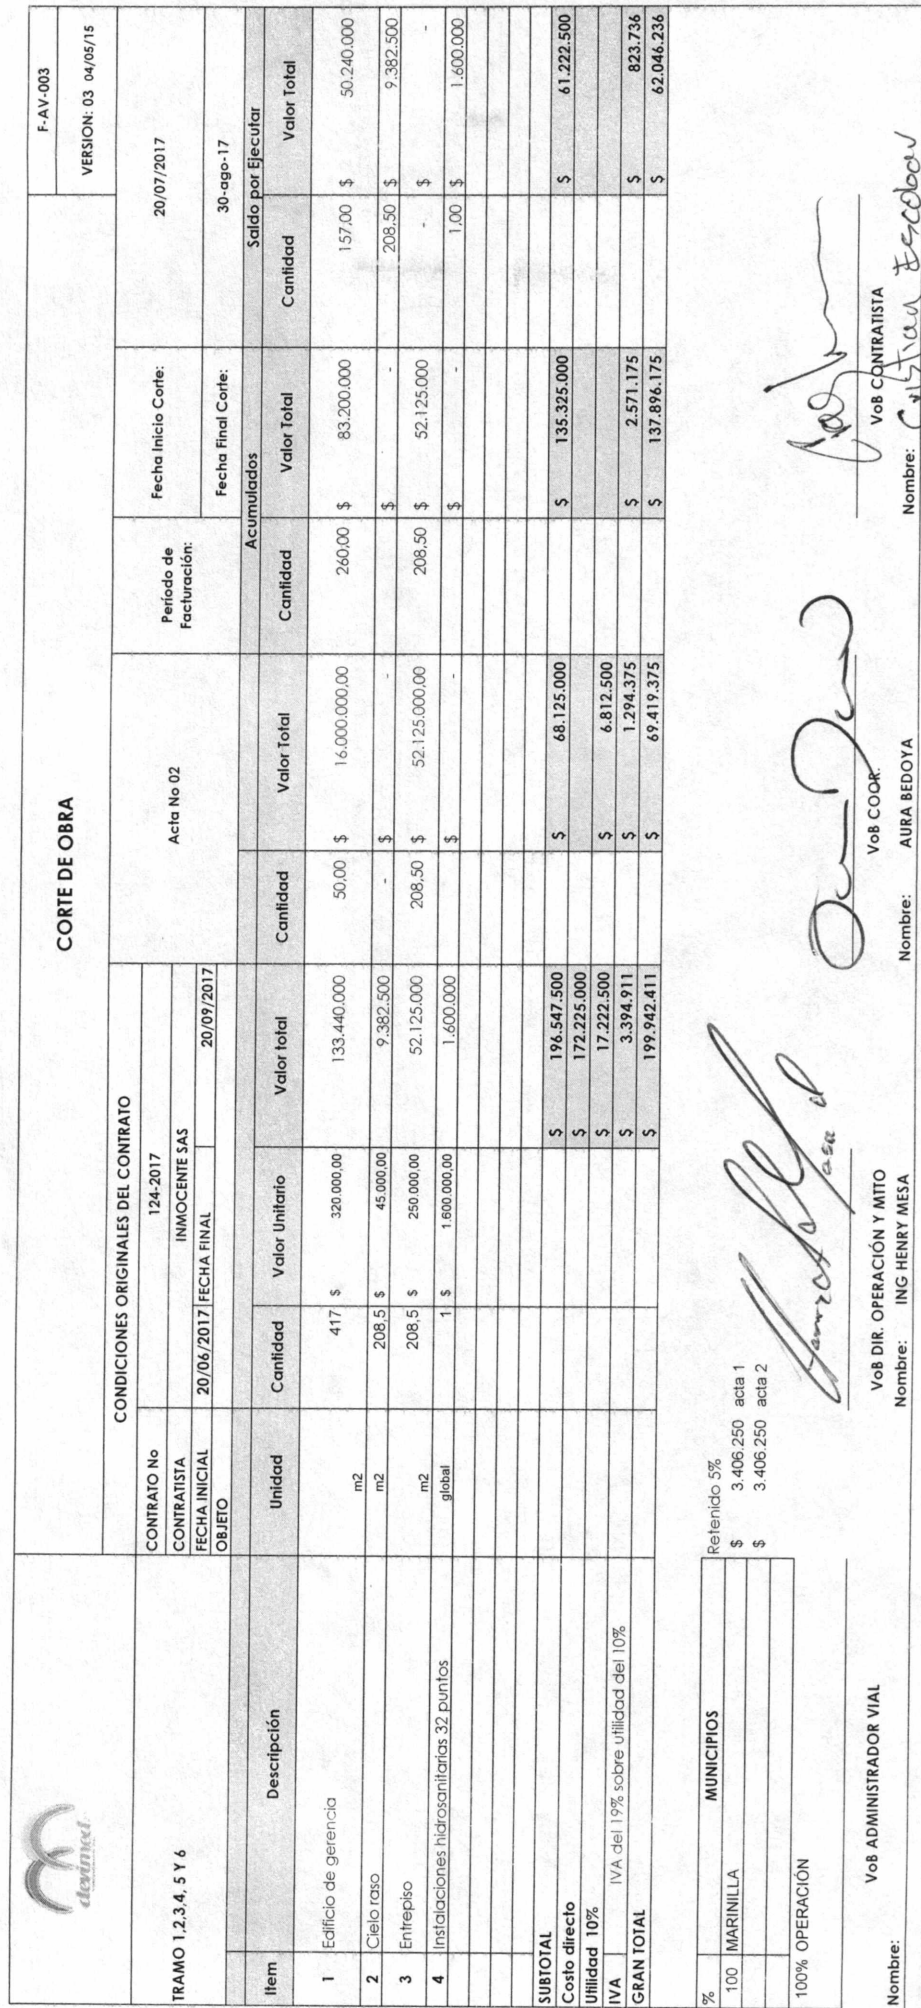 devimed.
CORTE DE OBRA
F-AV-003
VERSION: 03 04/05/15
TRAMO 1,2,3,4, 5 Y 6
CONDICIONES ORIGINALES DEL CONTRATO
CONTRATO No 124-2017
CONTRATISTA INMOCENTE SAS
FECHA INICIAL 20/06/2017 FECHA FINAL 20/09/2017
OBJETO
Acta No 02
Período de Facturación:
Fecha Inicio Corte: 20/07/2017
Fecha Final Corte: 30-ago-17
Acumulados Saldo por Ejecutar
Item Descripción Unidad Cantidad Valor Unitario Valor total Cantidad Valor Total Cantidad Valor Total Cantidad Valor Total
1 Edificio de gerencia m2 417 $ 320.000,00 133.440.000 50,00 $ 16.000.000,00 260,00 $ 83.200.000 157,00 $ 50.240.000
2 Cielo raso m2 208,5 $ 45.000,00 9.382.500 - $ - $ - 208,50 $ 9.382.500
3 Entrepiso m2 208,5 $ 250.000,00 52.125.000 208,50 $ 52.125.000,00 208,50 $ 52.125.000 - $ -
4 Instalaciones hidrosanitarias 32 puntos global 1 $ 1.600.000,00 1.600.000 $ - $ - 1,00 $ 1.600.000
SUBTOTAL $ 196.547.500 $ 68.125.000 $ 135.325.000 $ 61.222.500
Costo directo $ 172.225.000
Utilidad 10% $ 17.222.500 $ 6.812.500
IVA IVA del 19% sobre utilidad del 10% $ 3.394.911 $ 1.294.375 $ 2.571.175 $ 823.736
GRAN TOTAL $ 199.942.411 $ 69.419.375 $ 137.896.175 $ 62.046.236
% MUNICIPIOS
100 MARINILLA
100% OPERACIÓN
Retenido 5%
$ 3.406.250 acta 1
$ 3.406.250 acta 2
VoB ADMINISTRADOR VIAL
Nombre:
VoB DIR. OPERACIÓN Y MTO
Nombre: ING HENRY MESA
VoB COOR.
Nombre: AURA BEDOYA
VoB CONTRATISTA
Nombre: Cristian Escobar